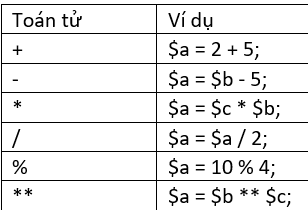 Toán tử Ví dụ
+ $a = 2 + 5;
- $a = $b - 5;
* $a = $c * $b;
/ $a = $a / 2;
% $a = 10 % 4;
** $a = $b ** $c;